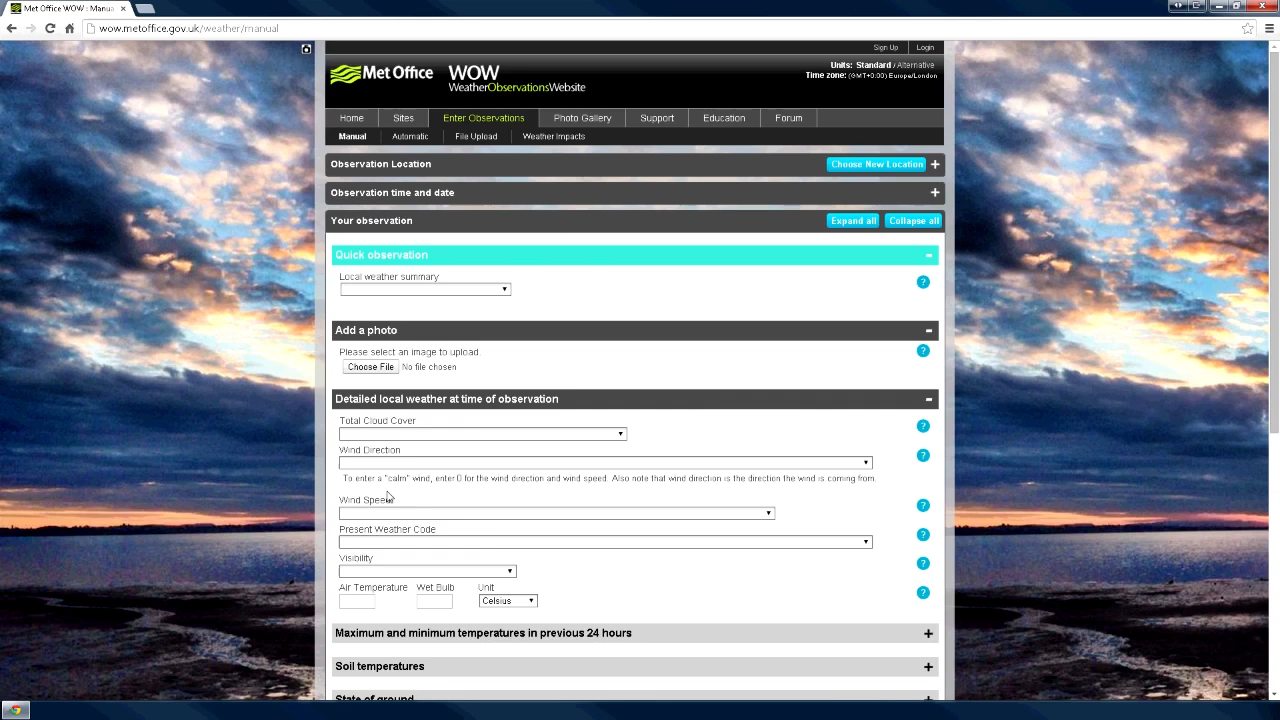 Met Office WOW : Manua
wow.metoffice.gov.uk/weather/manual
Sign Up Login
Met Office WOW
WeatherObservationsWebsite
Units: Standard / Alternative
Time zone: (GMT+0:00) Europe/London
Home Sites Enter Observations Photo Gallery Support Education Forum
Manual Automatic File Upload Weather Impacts
Observation Location Choose New Location +
Observation time and date +
Your observation Expand all Collapse all
Quick observation -
Local weather summary ?
Add a photo -
Please select an image to upload. ?
Choose File No file chosen
Detailed local weather at time of observation -
Total Cloud Cover ?
Wind Direction ?
To enter a "calm" wind, enter 0 for the wind direction and wind speed. Also note that wind direction is the direction the wind is coming from.
Wind Speed ?
Present Weather Code ?
Visibility ?
Air Temperature Wet Bulb Unit ?
Celsius
Maximum and minimum temperatures in previous 24 hours +
Soil temperatures +
State of ground +